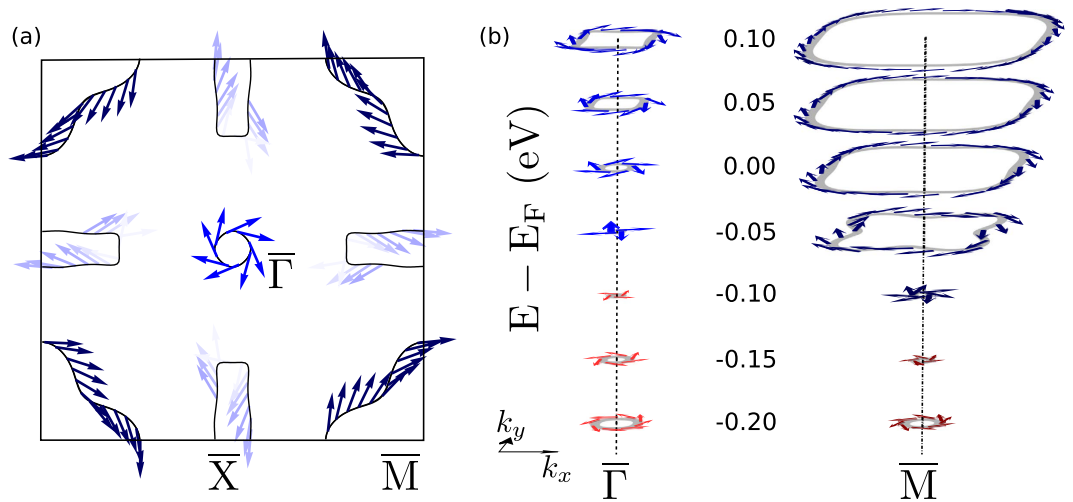 (a)
Γ̅
X̅
M̅
(b)
E − E_F (eV)
0.10
0.05
0.00
-0.05
-0.10
-0.15
-0.20
k_y
k_x
Γ̅
M̅